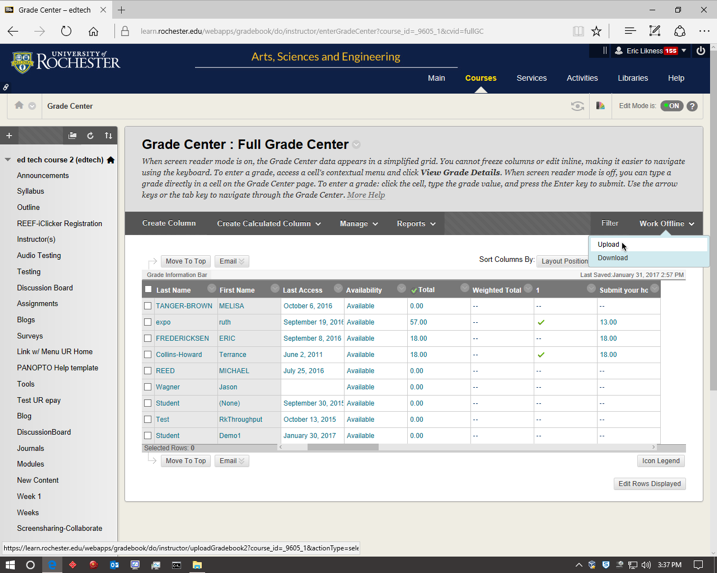 Grade Center – edtech
learn.rochester.edu/webapps/gradebook/do/instructor/enterGradeCenter?course_id=_9605_1&cvid=fullGC
UNIVERSITY of ROCHESTER
Arts, Sciences and Engineering
Eric Likness 155
Main Courses Services Activities Libraries Help
Grade Center
Edit Mode is: ON ?
ed tech course 2 (edtech)
Announcements
Syllabus
Outline
REEF-iClicker Registration
Instructor(s)
Audio Testing
Testing
Discussion Board
Assignments
Blogs
Surveys
Link w/ Menu UR Home
PANOPTO Help template
Tools
Test UR epay
Blog
DiscussionBoard
Journals
Modules
New Content
Week 1
Weeks
Screensharing-Collaborate
Grade Center : Full Grade Center
When screen reader mode is on, the Grade Center data appears in a simplified grid. You cannot freeze columns or edit inline, making it easier to navigate
using the keyboard. To enter a grade, access a cell's contextual menu and click View Grade Details. When screen reader mode is off, you can type a
grade directly in a cell on the Grade Center page. To enter a grade: click the cell, type the grade value, and press the Enter key to submit. Use the arrow
keys or the tab key to navigate through the Grade Center. More Help
Create Column Create Calculated Column Manage Reports Filter Work Offline
Upload
Download
Move To Top Email Sort Columns By: Layout Position
Grade Information Bar Last Saved:January 31, 2017 2:57 PM
Last Name First Name Last Access Availability Total Weighted Total 1 Submit your hc
TANGER-BROWN MELISA October 6, 2016 Available 0.00 -- -- --
expo ruth September 19, 2016 Available 57.00 -- 13.00
FREDERICKSEN ERIC September 8, 2016 Available 18.00 -- -- 18.00
Collins-Howard Terrance June 2, 2011 Available 18.00 -- 18.00
REED MICHAEL July 25, 2016 Available 0.00 -- -- --
Wagner Jason Available 0.00 -- -- --
Student (None) September 30, 2015 Available 0.00 -- -- --
Test RkThroughput October 13, 2015 Available 0.00 -- -- --
Student Demo1 January 30, 2017 Available 0.00 -- -- --
Selected Rows: 0
Move To Top Email Icon Legend
Edit Rows Displayed
https://learn.rochester.edu/webapps/gradebook/do/instructor/uploadGradebook2?course_id=_9605_1&actionType=sele
3:37 PM